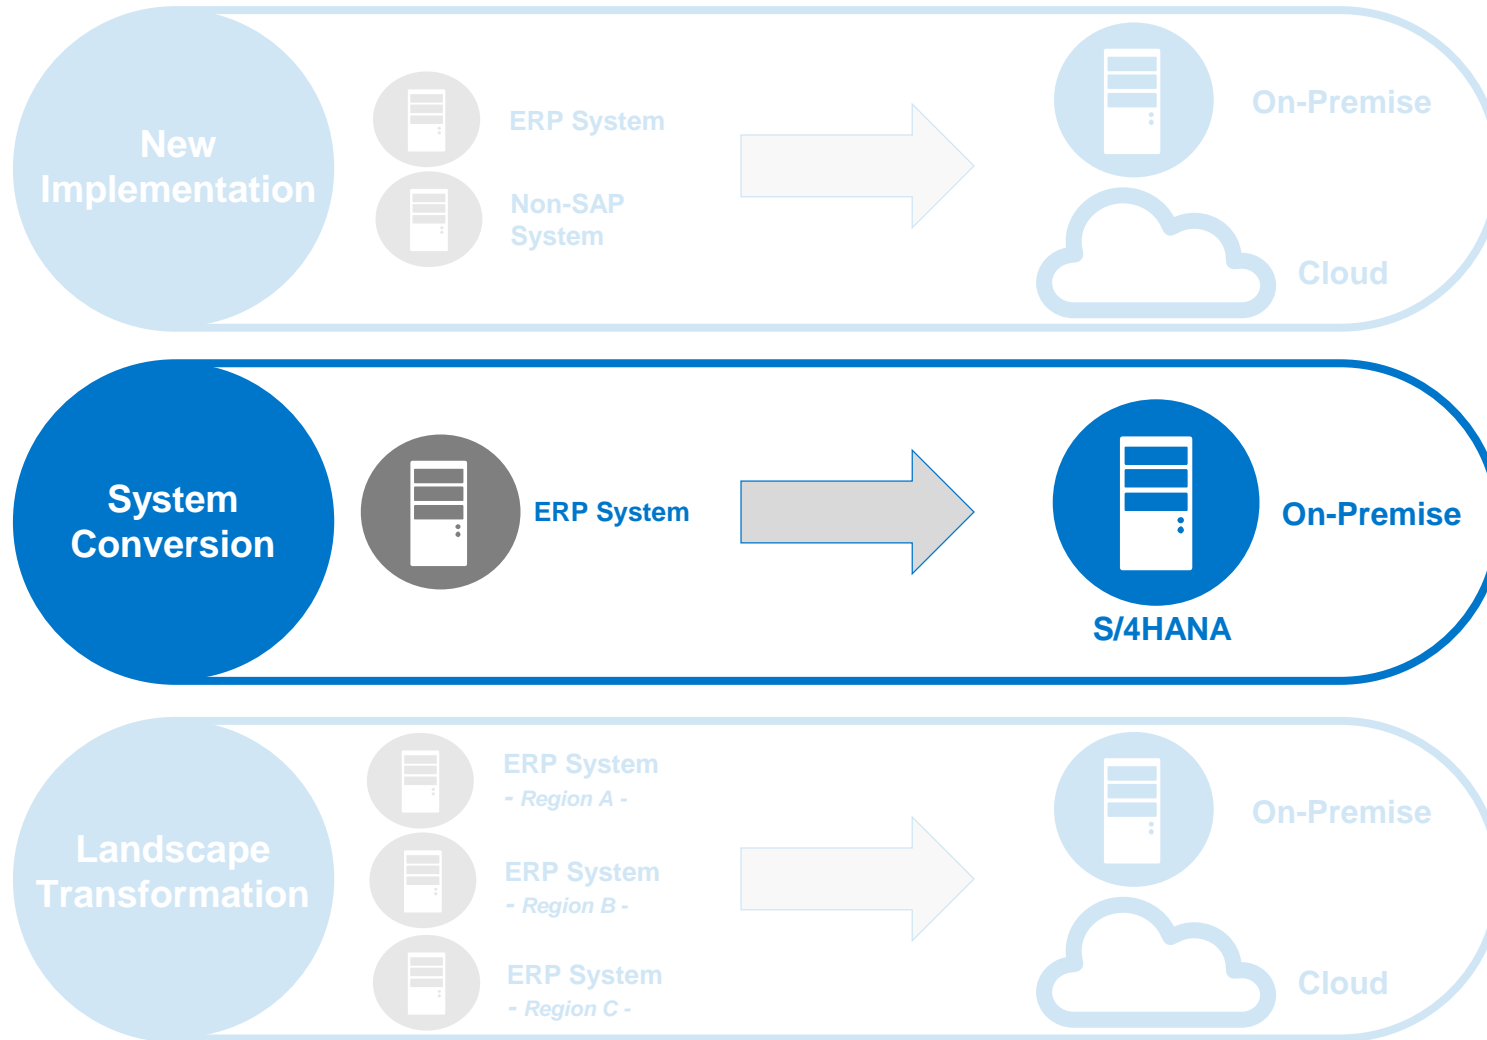 New
Implementation
ERP System
Non-SAP
System
On-Premise
Cloud
System
Conversion
ERP System
On-Premise
S/4HANA
Landscape
Transformation
ERP System
- Region A -
ERP System
- Region B -
ERP System
- Region C -
On-Premise
Cloud